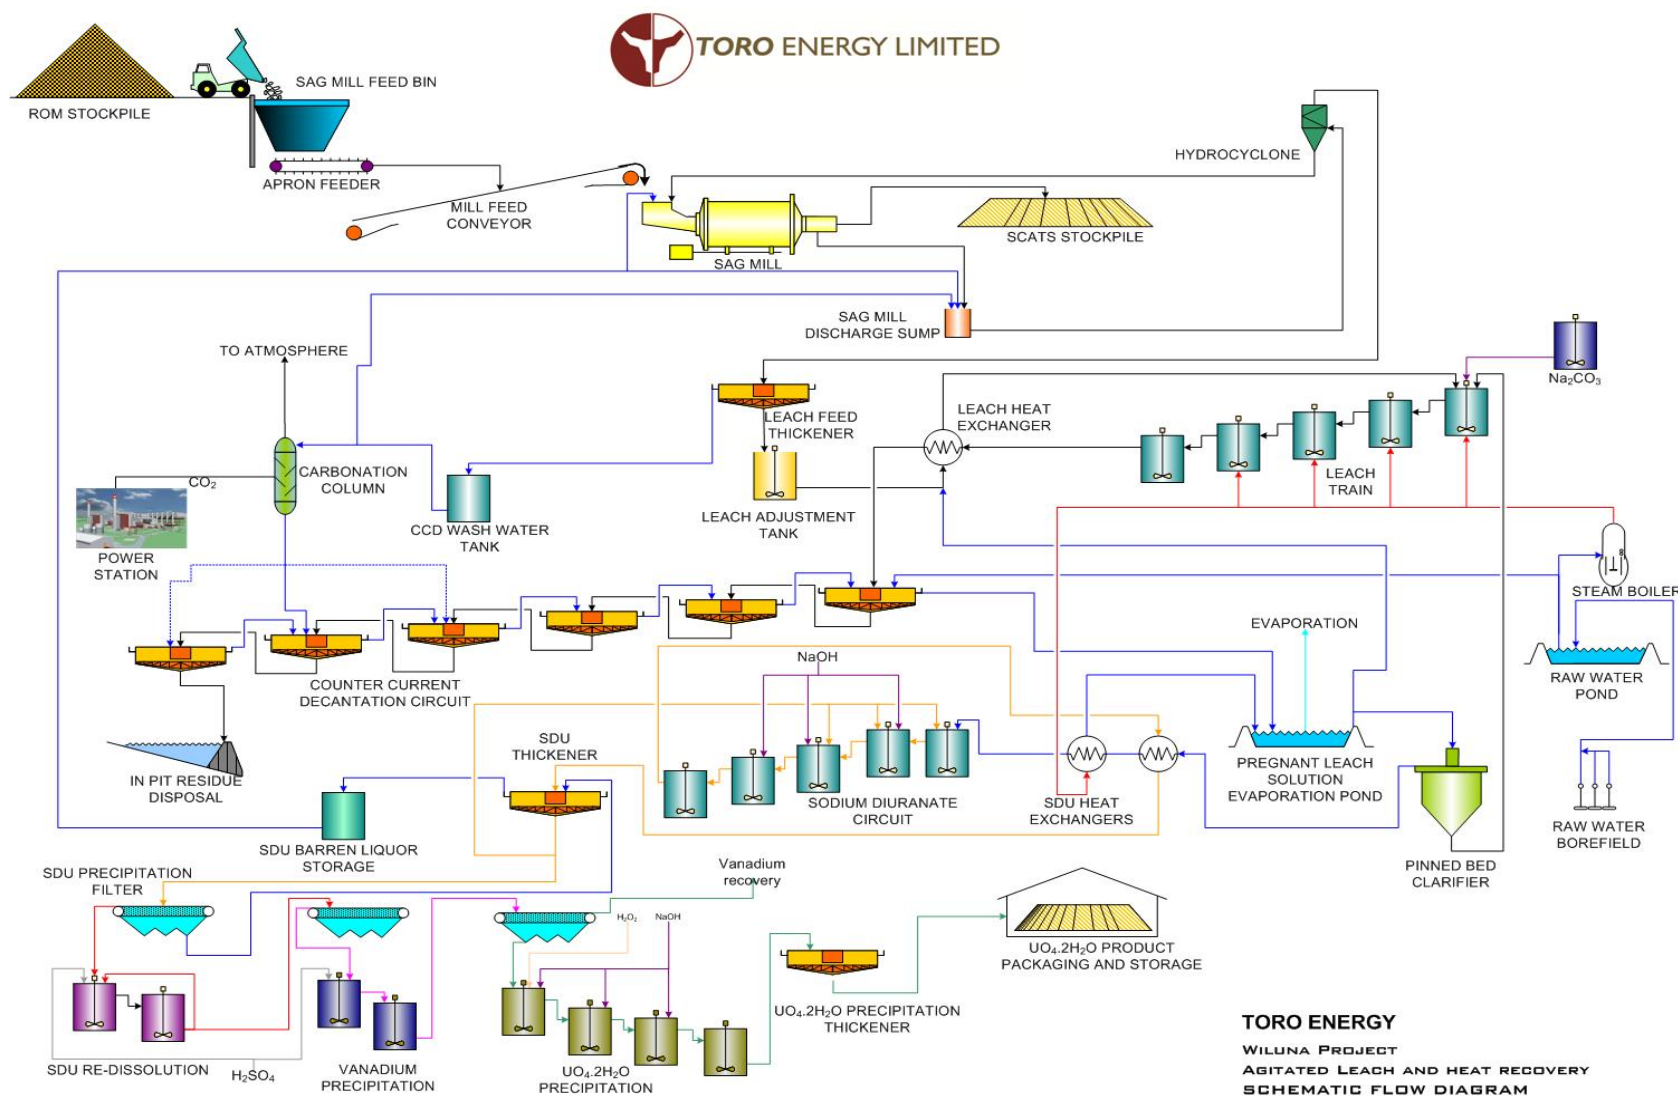 TORO ENERGY LIMITED
SAG MILL FEED BIN
ROM STOCKPILE
APRON FEEDER
MILL FEED
CONVEYOR
SAG MILL
HYDROCYCLONE
SCATS STOCKPILE
SAG MILL
DISCHARGE SUMP
TO ATMOSPHERE
Na₂CO₃
LEACH FEED
THICKENER
LEACH HEAT
EXCHANGER
CARBONATION
COLUMN
CO₂
LEACH
TRAIN
CCD WASH WATER
TANK
LEACH ADJUSTMENT
TANK
POWER
STATION
STEAM BOILER
EVAPORATION
NaOH
COUNTER CURRENT
DECANTATION CIRCUIT
RAW WATER
POND
SDU
THICKENER
IN PIT RESIDUE
DISPOSAL
PREGNANT LEACH
SOLUTION
EVAPORATION POND
SODIUM DIURANATE
CIRCUIT
SDU HEAT
EXCHANGERS
RAW WATER
BOREFIELD
SDU BARREN LIQUOR
STORAGE
PINNED BED
CLARIFIER
SDU PRECIPITATION
FILTER
Vanadium
recovery
H₂O₂
NaOH
UO₄.2H₂O PRODUCT
PACKAGING AND STORAGE
UO₄.2H₂O PRECIPITATION
THICKENER
SDU RE-DISSOLUTION
H₂SO₄
VANADIUM
PRECIPITATION
UO₄.2H₂O
PRECIPITATION
TORO ENERGY
WILUNA PROJECT
AGITATED LEACH AND HEAT RECOVERY
SCHEMATIC FLOW DIAGRAM